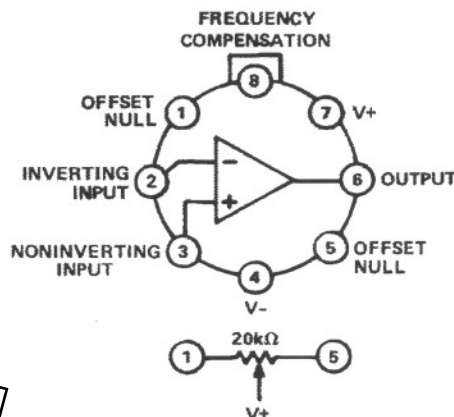 FREQUENCY
COMPENSATION
8
OFFSET
NULL
1
7
V+
INVERTING
INPUT
2
−
6
OUTPUT
+
NONINVERTING
INPUT
3
5
OFFSET
NULL
4
V-
20kΩ
1
5
V+